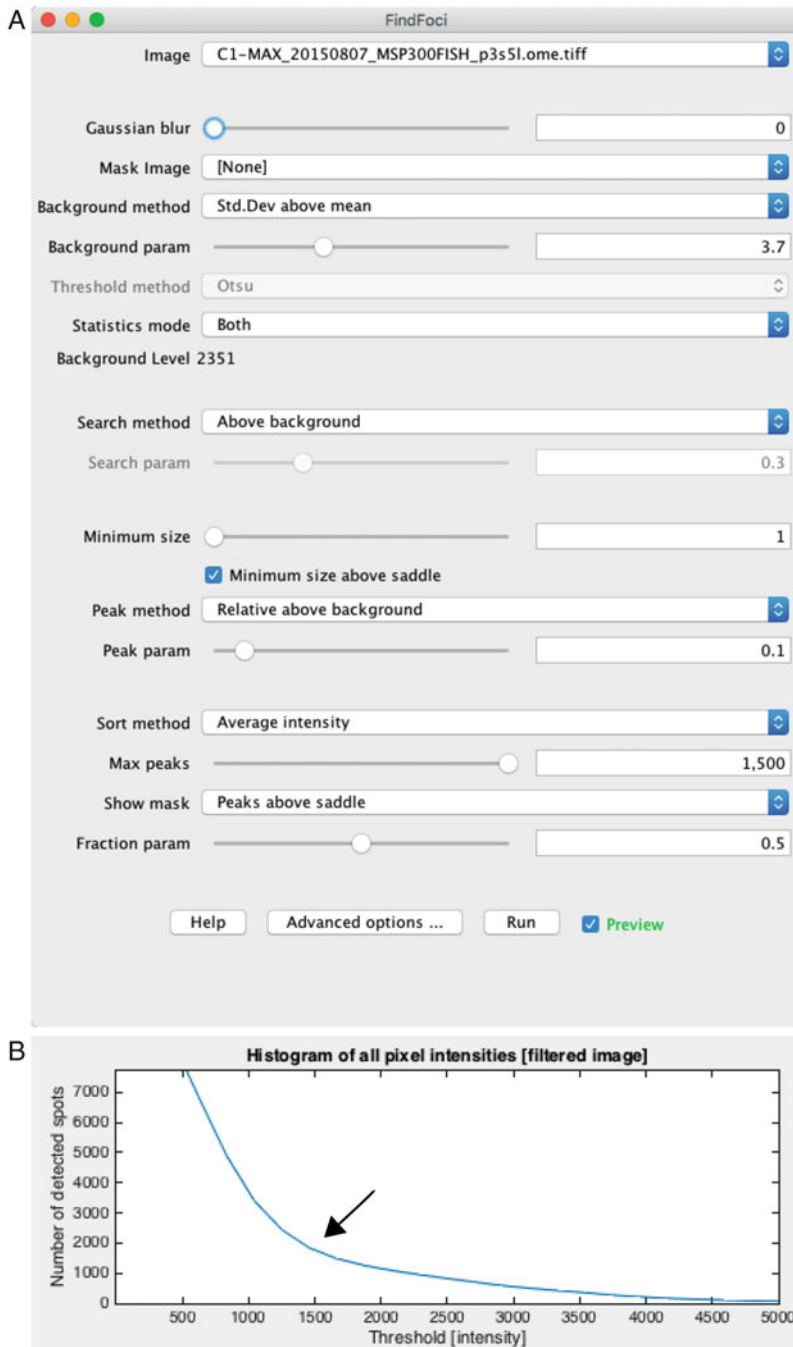 A
FindFoci
Image C1-MAX_20150807_MSP300FISH_p3s5l.ome.tiff
Gaussian blur 0
Mask Image [None]
Background method Std.Dev above mean
Background param 3.7
Threshold method Otsu
Statistics mode Both
Background Level 2351
Search method Above background
Search param 0.3
Minimum size 1
Minimum size above saddle
Peak method Relative above background
Peak param 0.1
Sort method Average intensity
Max peaks 1,500
Show mask Peaks above saddle
Fraction param 0.5
Help Advanced options ... Run Preview
B
Histogram of all pixel intensities [filtered image]
Number of detected spots
7000
6000
5000
4000
3000
2000
1000
0
500 1000 1500 2000 2500 3000 3500 4000 4500 5000
Threshold [intensity]